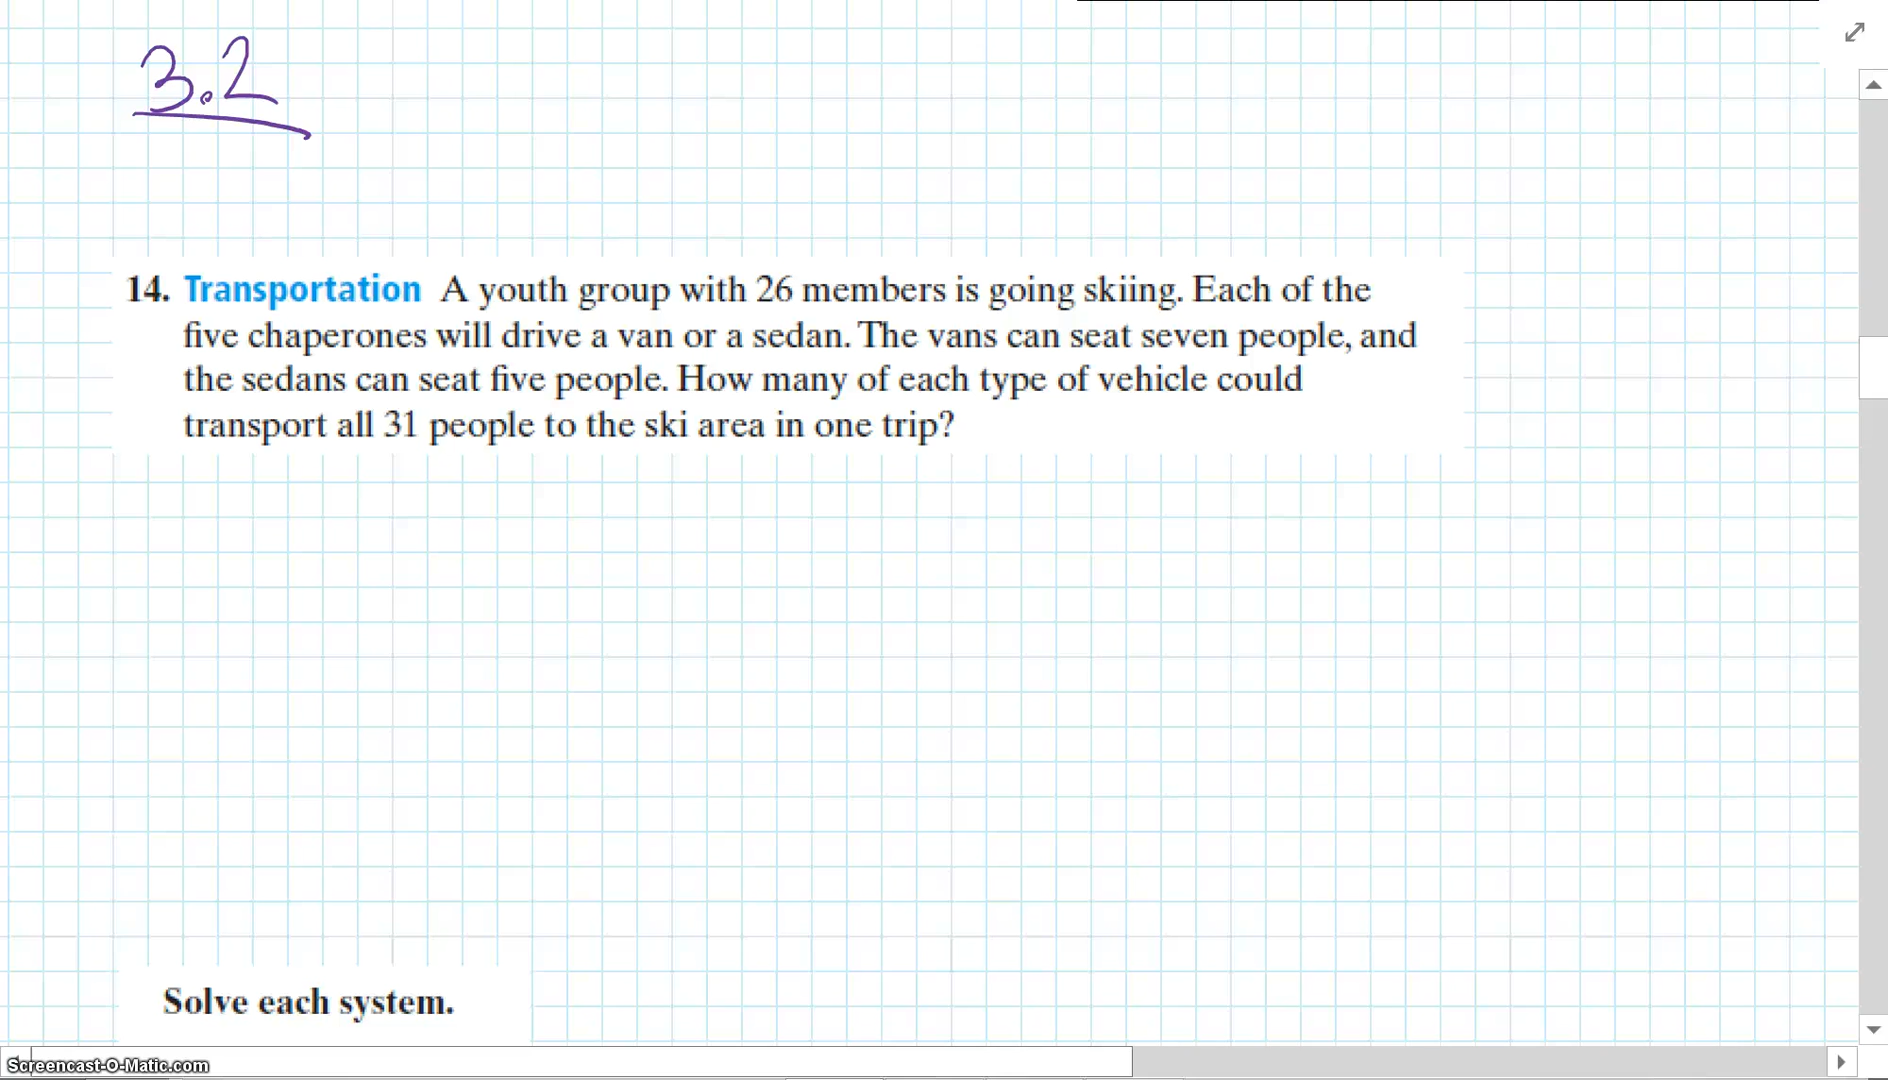 3.2
14. Transportation A youth group with 26 members is going skiing. Each of the
five chaperones will drive a van or a sedan. The vans can seat seven people, and
the sedans can seat five people. How many of each type of vehicle could
transport all 31 people to the ski area in one trip?
Solve each system.
Screencast-O-Matic.com